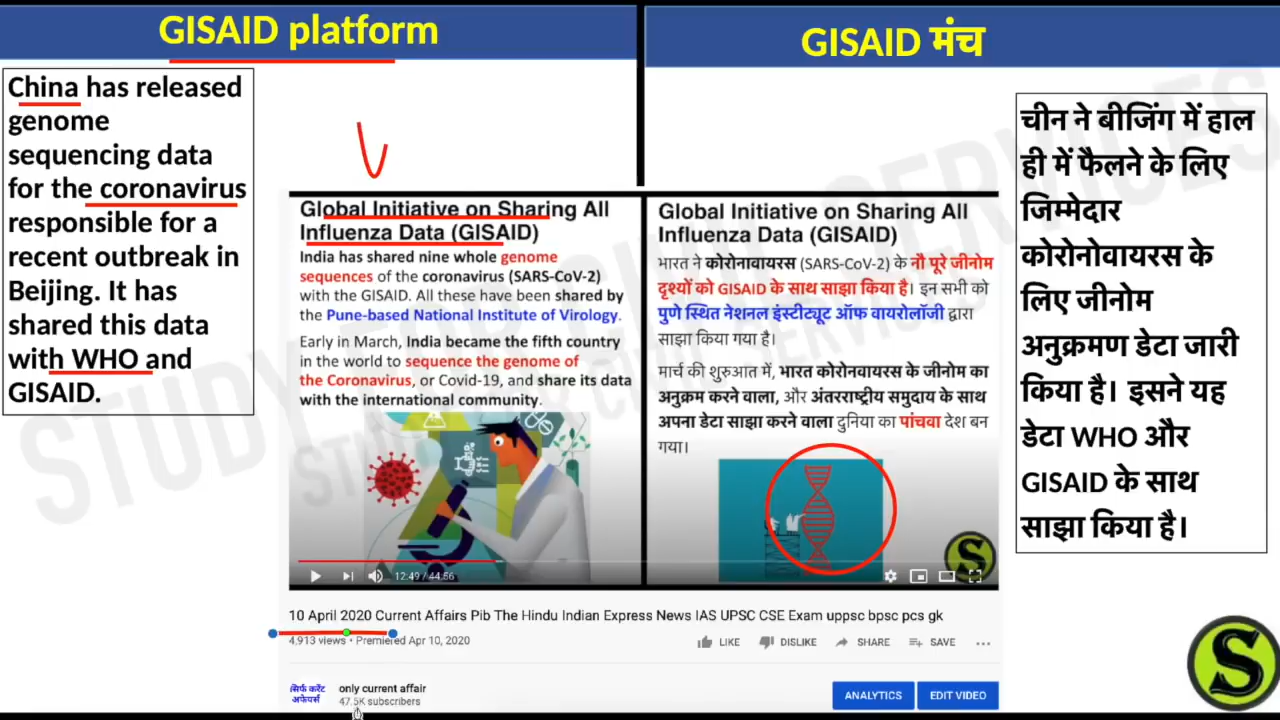 GISAID platform
GISAID मंच
China has released
genome
sequencing data
for the coronavirus
responsible for a
recent outbreak in
Beijing. It has
shared this data
with WHO and
GISAID.
Global Initiative on Sharing All
Influenza Data (GISAID)
India has shared nine whole genome
sequences of the coronavirus (SARS-CoV-2)
with the GISAID. All these have been shared by
the Pune-based National Institute of Virology.
Early in March, India became the fifth country
in the world to sequence the genome of
the Coronavirus, or Covid-19, and share its data
with the international community.
Global Initiative on Sharing All
Influenza Data (GISAID)
भारत ने कोरोनावायरस (SARS-CoV-2) के नौ पूरे जीनोम
दृश्यों को GISAID के साथ साझा किया है। इन सभी को
पुणे स्थित नेशनल इंस्टीट्यूट ऑफ वायरोलॉजी द्वारा
साझा किया गया है।
मार्च की शुरुआत में, भारत कोरोनवायरस के जीनोम का
अनुक्रम करने वाला, और अंतरराष्ट्रीय समुदाय के साथ
अपना डेटा साझा करने वाला दुनिया का पांचवा देश बन
गया।
चीन ने बीजिंग में हाल
ही में फैलने के लिए
जिम्मेदार
कोरोनोवायरस के
लिए जीनोम
अनुक्रमण डेटा जारी
किया है। इसने यह
डेटा WHO और
GISAID के साथ
साझा किया है।
12:49 / 44:56
10 April 2020 Current Affairs Pib The Hindu Indian Express News IAS UPSC CSE Exam uppsc bpsc pcs gk
4,913 views • Premiered Apr 10, 2020
LIKE DISLIKE SHARE SAVE
सिर्फ करेंट
अफेयर्स
only current affair
47.5K subscribers
ANALYTICS EDIT VIDEO
S
S